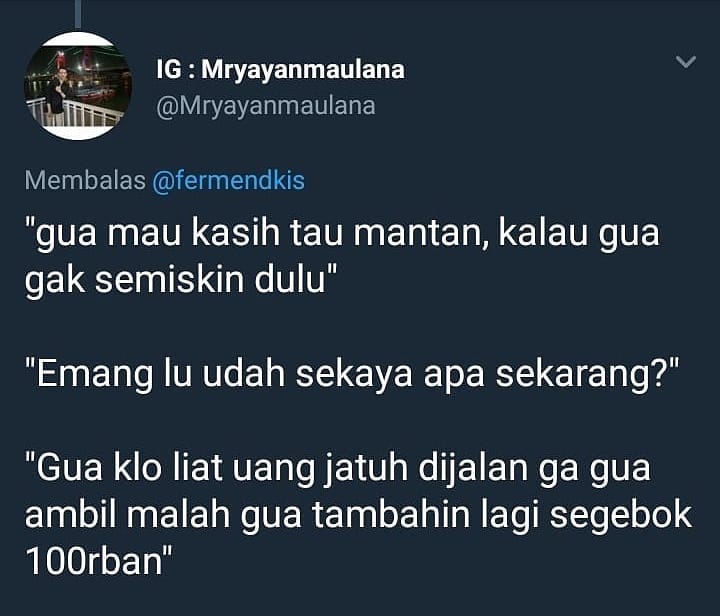 IG : Mryayanmaulana
@Mryayanmaulana
Membalas @fermendkis
"gua mau kasih tau mantan, kalau gua
gak semiskin dulu"
"Emang lu udah sekaya apa sekarang?"
"Gua klo liat uang jatuh dijalan ga gua
ambil malah gua tambahin lagi segebok
100rban"